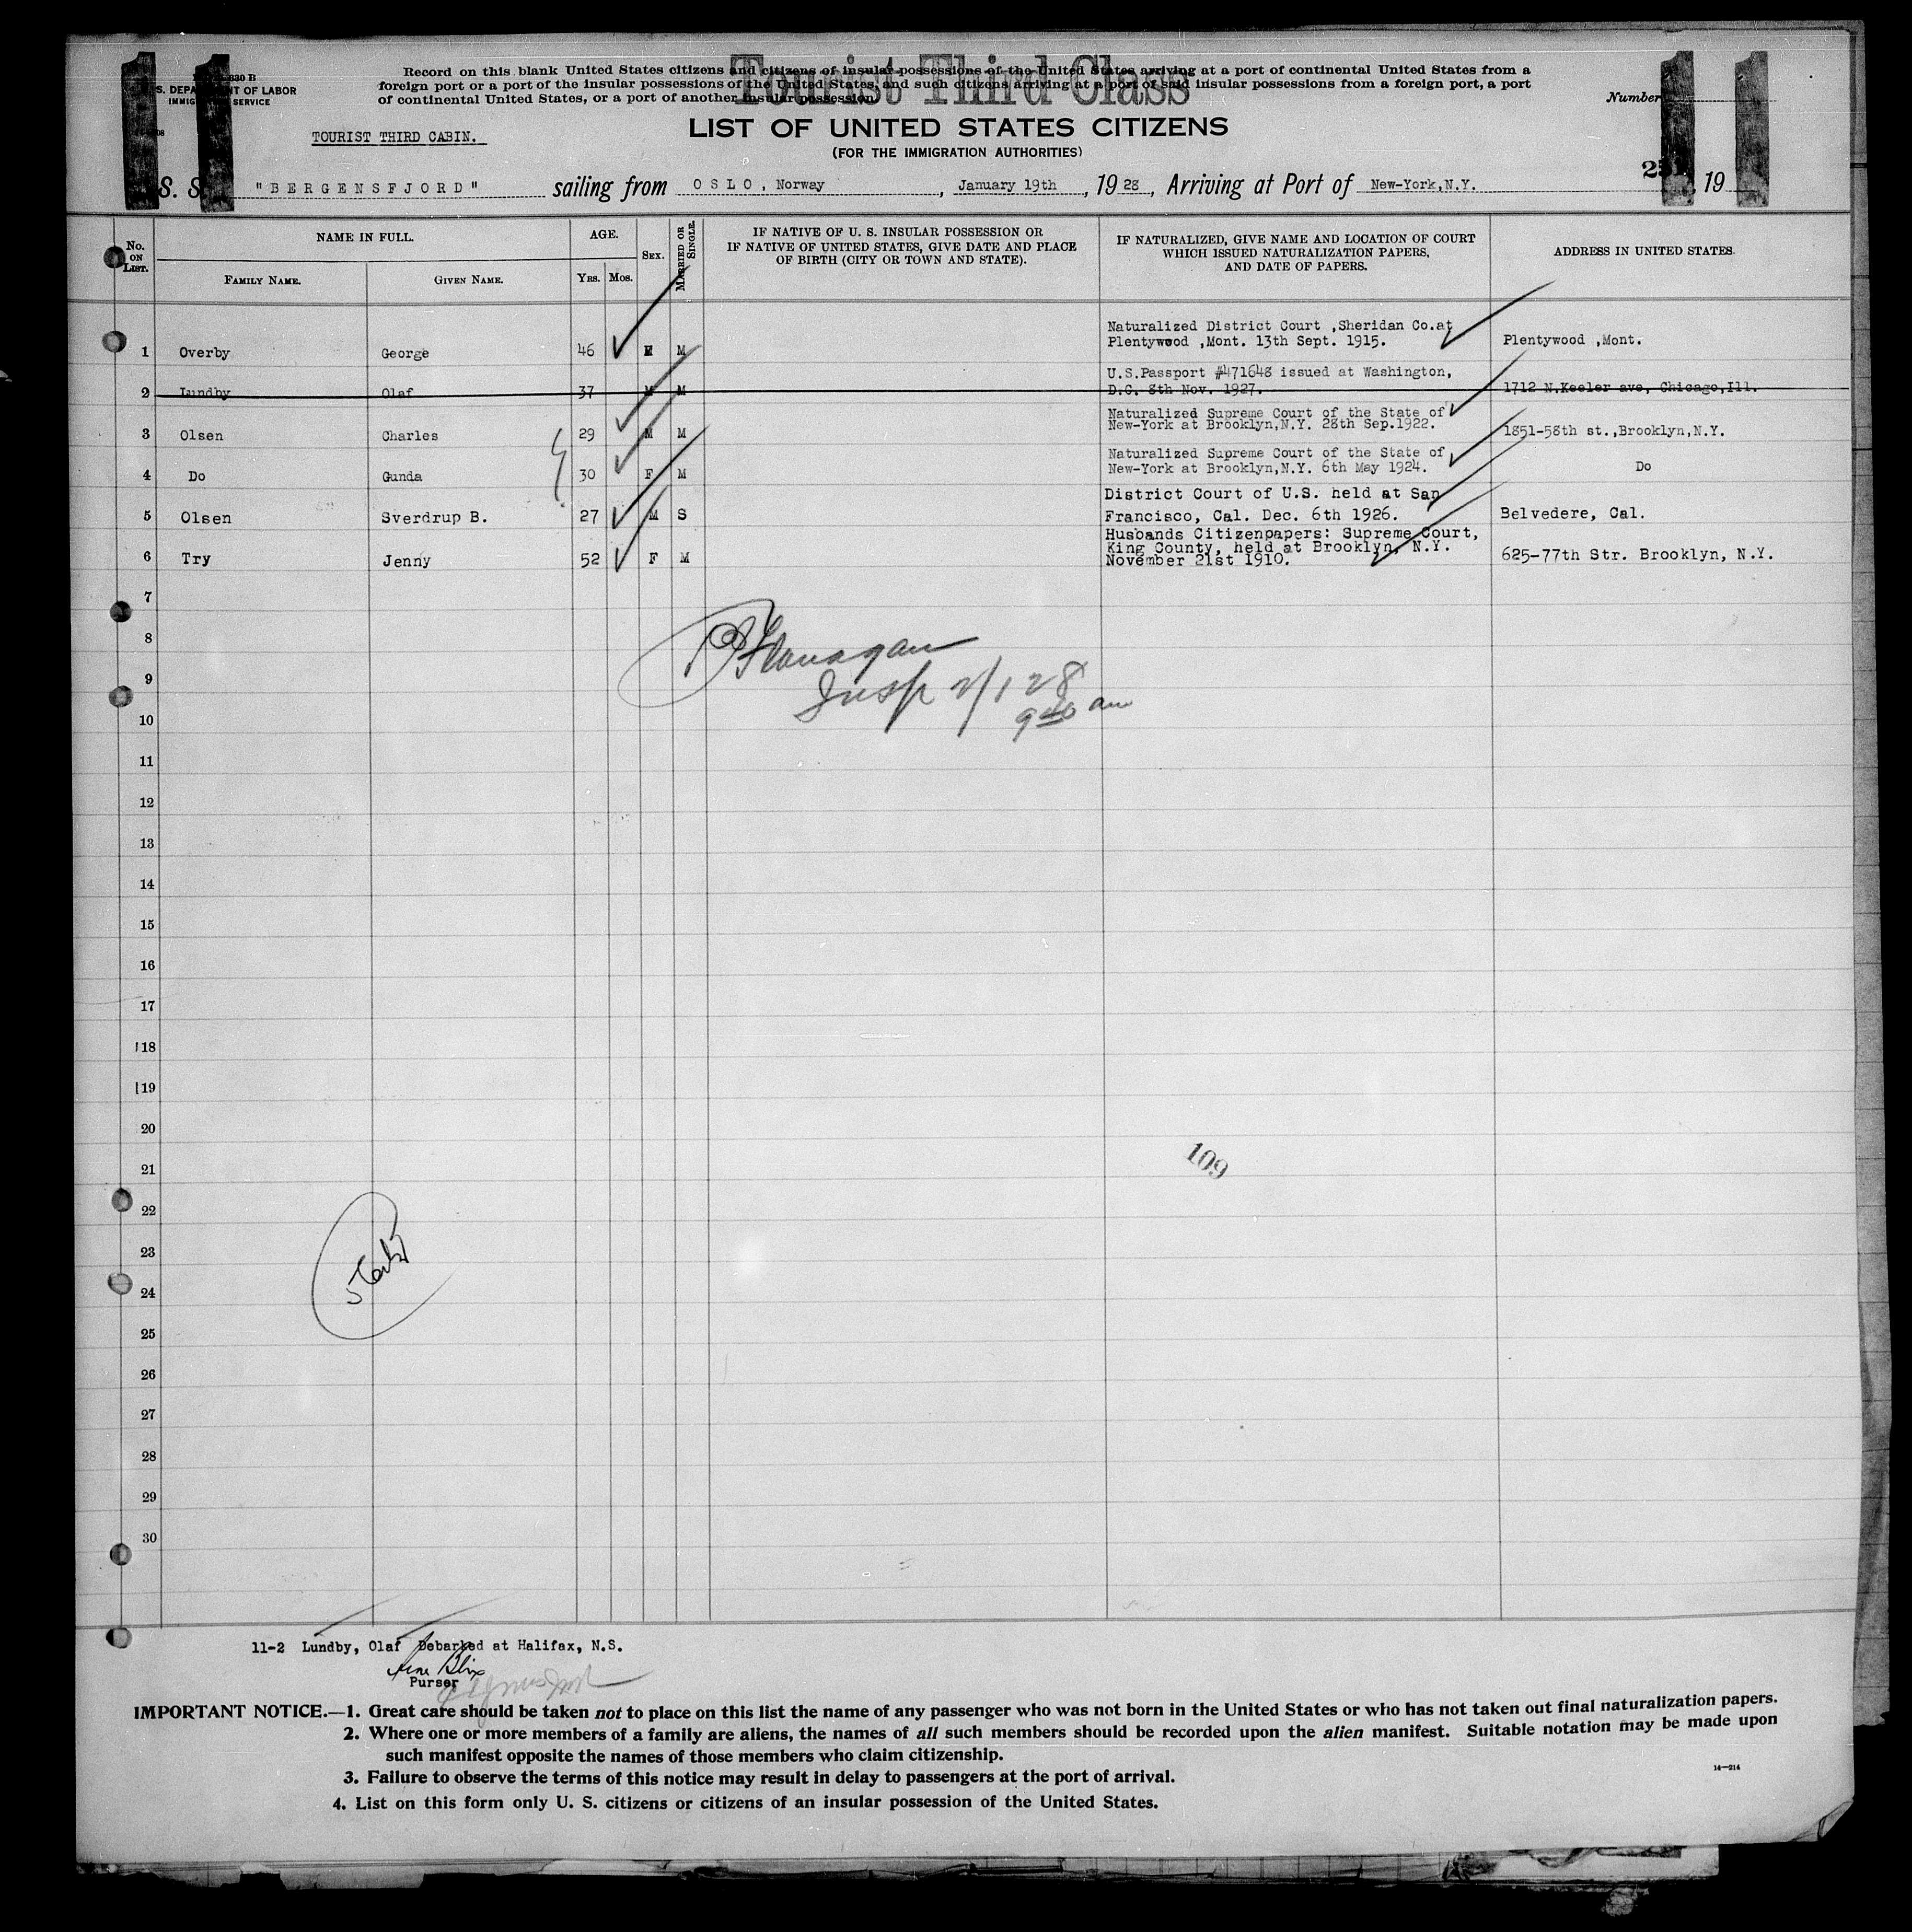 Tourist Third Class
630 B
U.S. DEPARTMENT OF LABOR
IMMIGRATION SERVICE
Record on this blank United States citizens and citizens of insular possessions of the United States arriving at a port of continental United States from a
foreign port or a port of the insular possessions of the United States, and such citizens arriving at a port of said insular possessions from a foreign port, a port
of continental United States, or a port of another insular possession.
Number
TOURIST THIRD CABIN.
LIST OF UNITED STATES CITIZENS
(FOR THE IMMIGRATION AUTHORITIES)
S. S. "BERGENSFJORD" sailing from OSLO, Norway, January 19th, 1928, Arriving at Port of New-York,N.Y. 19
11 11
No. ON LIST.
NAME IN FULL.
FAMILY NAME. GIVEN NAME.
AGE.
YRS. MOS.
SEX.
MARRIED OR SINGLE.
IF NATIVE OF U. S. INSULAR POSSESSION OR
IF NATIVE OF UNITED STATES, GIVE DATE AND PLACE
OF BIRTH (CITY OR TOWN AND STATE).
IF NATURALIZED, GIVE NAME AND LOCATION OF COURT
WHICH ISSUED NATURALIZATION PAPERS,
AND DATE OF PAPERS.
ADDRESS IN UNITED STATES.
Naturalized District Court ,Sheridan Co.at
1 Overby George 46 M M Plentywood ,Mont. 13th Sept. 1915. Plentywood ,Mont.
U.S.Passport #471648 issued at Washington,
2 Lundby Olaf 37 M M D.C. 8th Nov. 1927. 1712 N.Keeler ave, Chicago,Ill.
Naturalized Supreme Court of the State of
3 Olsen Charles 29 M M New-York at Brooklyn,N.Y. 28th Sep.1922. 1851-58th st.,Brooklyn,N.Y.
Naturalized Supreme Court of the State of
4 Do Gunda 30 F M New-York at Brooklyn,N.Y. 6th May 1924. Do
District Court of U.S. held at San
5 Olsen Sverdrup B. 27 M S Francisco, Cal. Dec. 6th 1926. Belvedere, Cal.
Husbands Citizenpapers: Supreme Court,
6 Try Jenny 52 F M King County, held at Brooklyn, N.Y. 625-77th Str. Brooklyn, N.Y.
November 21st 1910.
7
8
Flanagan
9
Insp 2/1 28
10
9 40 am
11
12
13
14
15
16
17
18
19
20
21
109
22
23
24
25
26
27
28
29
30
11-2 Lundby, Olaf Debarked at Halifax, N.S.
Purser
IMPORTANT NOTICE.—1. Great care should be taken not to place on this list the name of any passenger who was not born in the United States or who has not taken out final naturalization papers.
2. Where one or more members of a family are aliens, the names of all such members should be recorded upon the alien manifest. Suitable notation may be made upon
such manifest opposite the names of those members who claim citizenship.
3. Failure to observe the terms of this notice may result in delay to passengers at the port of arrival.
14—214
4. List on this form only U. S. citizens or citizens of an insular possession of the United States.